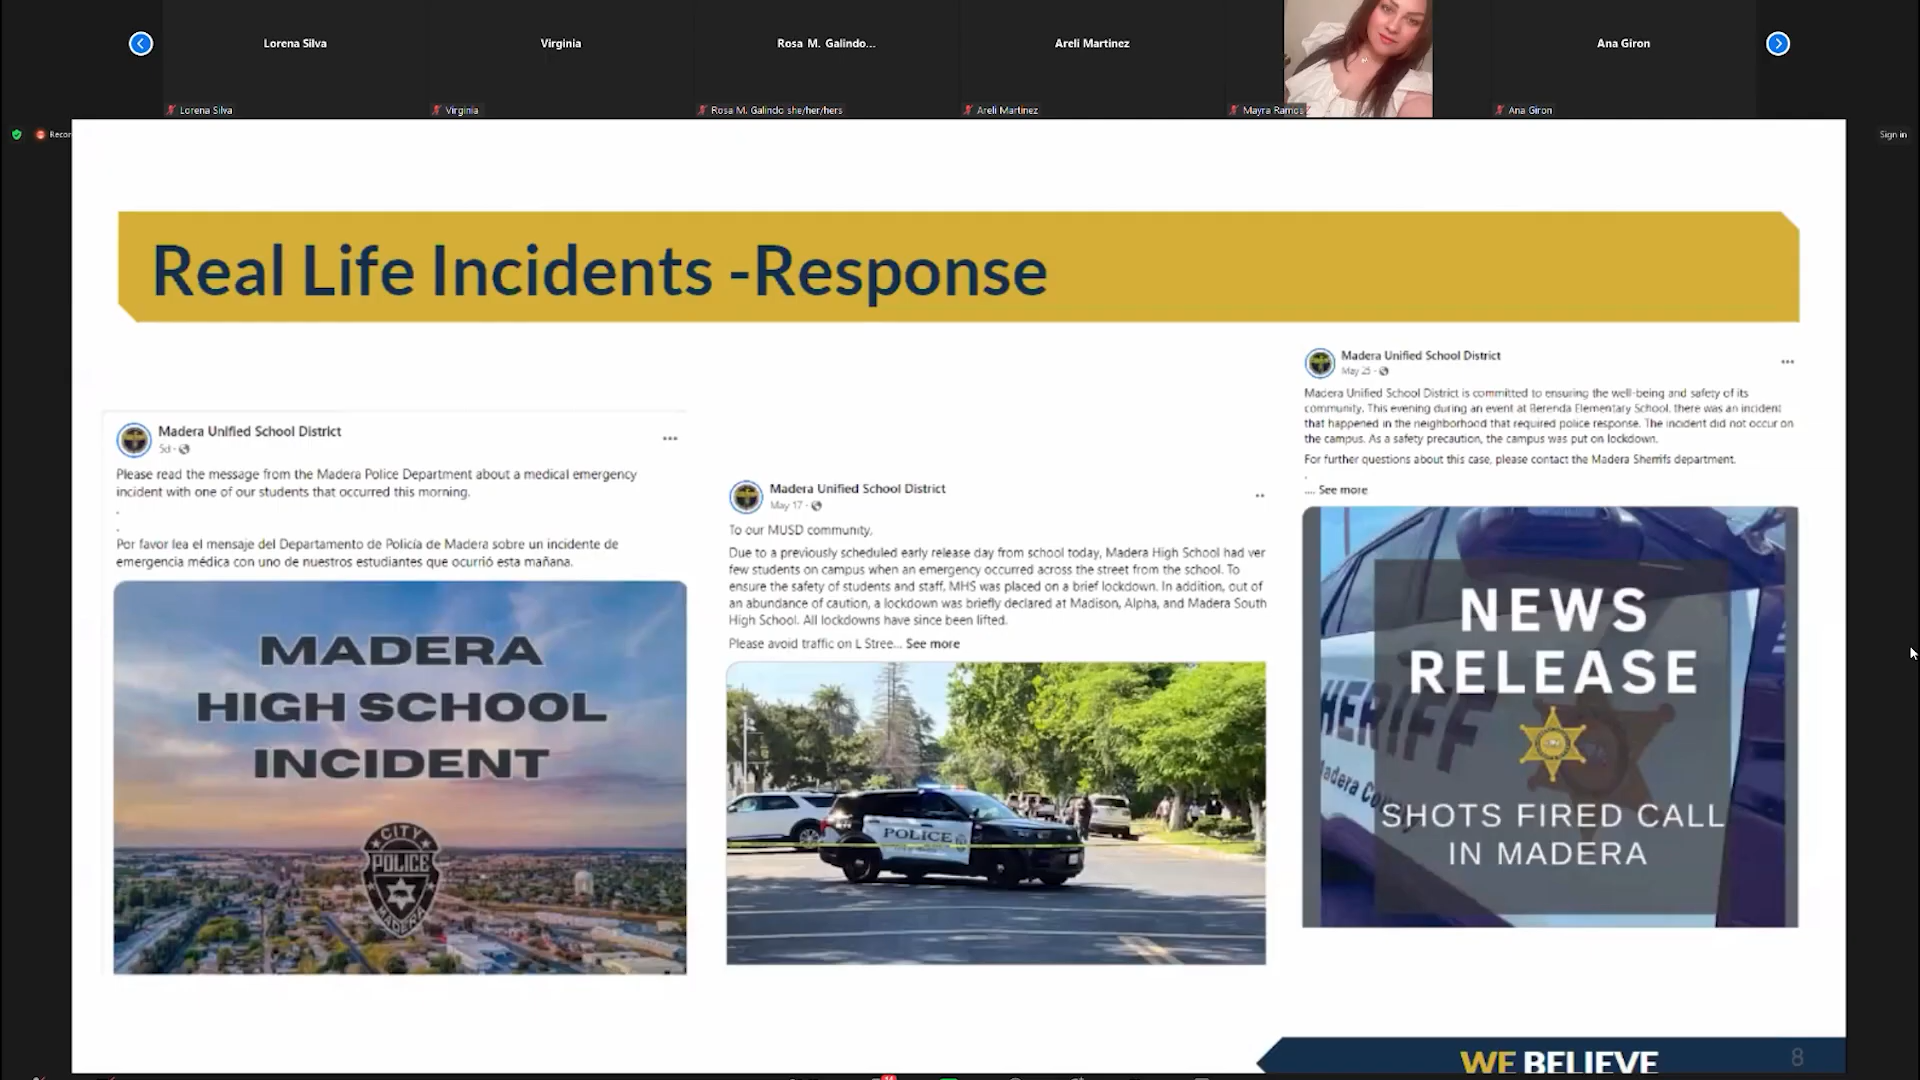 Lorena Silva
Virginia
Rosa M. Galindo...
Areli Martinez
Ana Giron
Lorena Silva
Virginia
Rosa M. Galindo she/her/hers
Areli Martinez
Mayra Ramos
Ana Giron
Recor
Sign in
Real Life Incidents -Response
Madera Unified School District
5d
Please read the message from the Madera Police Department about a medical emergency
incident with one of our students that occurred this morning.
.
.
Por favor lea el mensaje del Departamento de Policía de Madera sobre un incidente de
emergencia médica con uno de nuestros estudiantes que ocurrió esta mañana.
MADERA
HIGH SCHOOL
INCIDENT
CITY
POLICE
MADERA
Madera Unified School District
May 17
To our MUSD community,
Due to a previously scheduled early release day from school today, Madera High School had ver
few students on campus when an emergency occurred across the street from the school. To
ensure the safety of students and staff, MHS was placed on a brief lockdown. In addition, out of
an abundance of caution, a lockdown was briefly declared at Madison, Alpha, and Madera South
High School. All lockdowns have since been lifted.
Please avoid traffic on L Stree... See more
POLICE
Madera Unified School District
May 25
Madera Unified School District is committed to ensuring the well-being and safety of its
community. This evening during an event at Berenda Elementary School, there was an incident
that happened in the neighborhood that required police response. The incident did not occur on
the campus. As a safety precaution, the campus was put on lockdown.
For further questions about this case, please contact the Madera Sherrifs department.
.
.... See more
NEWS
RELEASE
HERIFF
Madera Co
SHOTS FIRED CALL
IN MADERA
WE BELIEVE
8
14